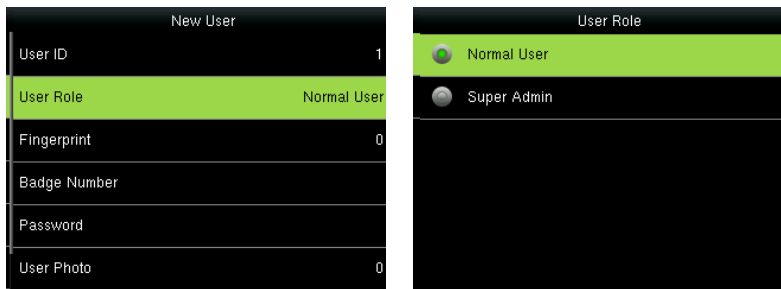 New User
User ID 1
User Role Normal User
Fingerprint 0
Badge Number
Password
User Photo 0
User Role
Normal User
Super Admin